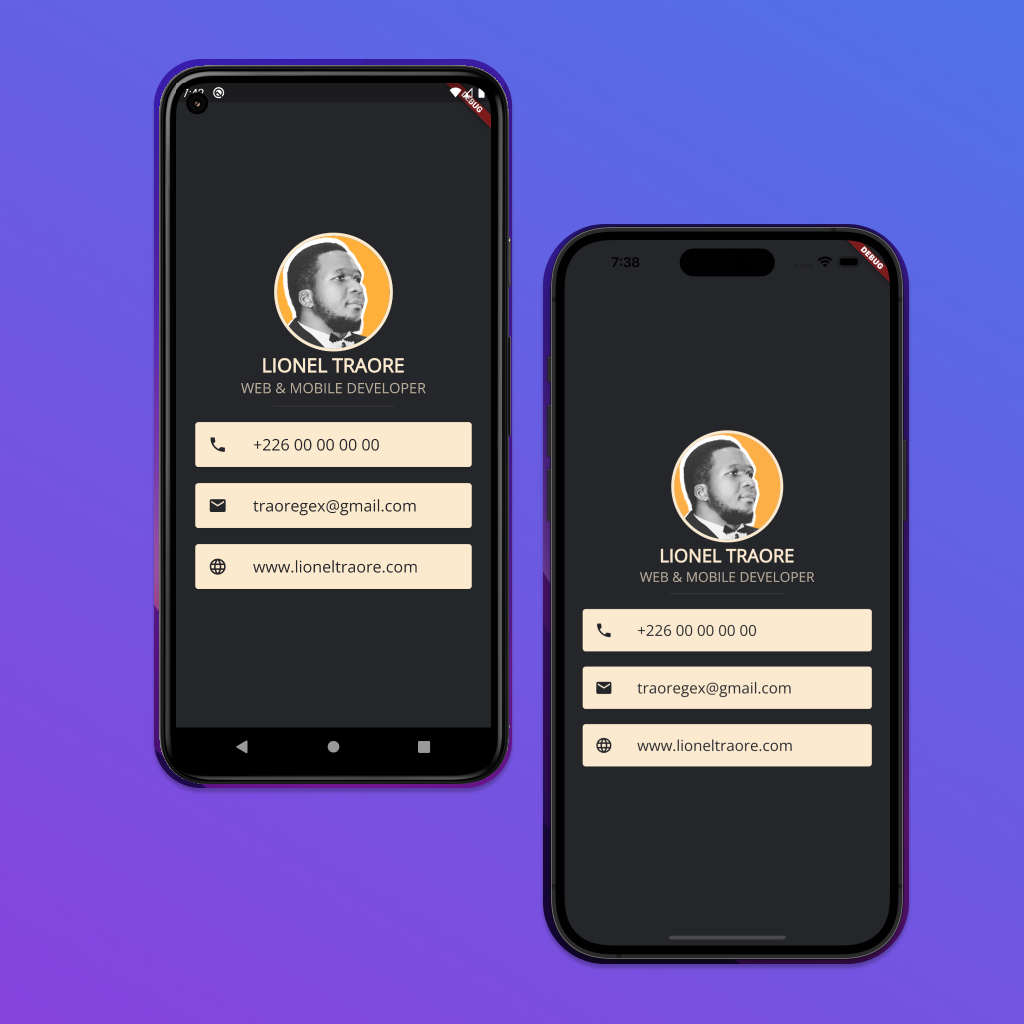 DEBUG
LIONEL TRAORE
WEB & MOBILE DEVELOPER
+226 00 00 00 00
traoregex@gmail.com
www.lioneltraore.com
7:38
DEBUG
LIONEL TRAORE
WEB & MOBILE DEVELOPER
+226 00 00 00 00
traoregex@gmail.com
www.lioneltraore.com